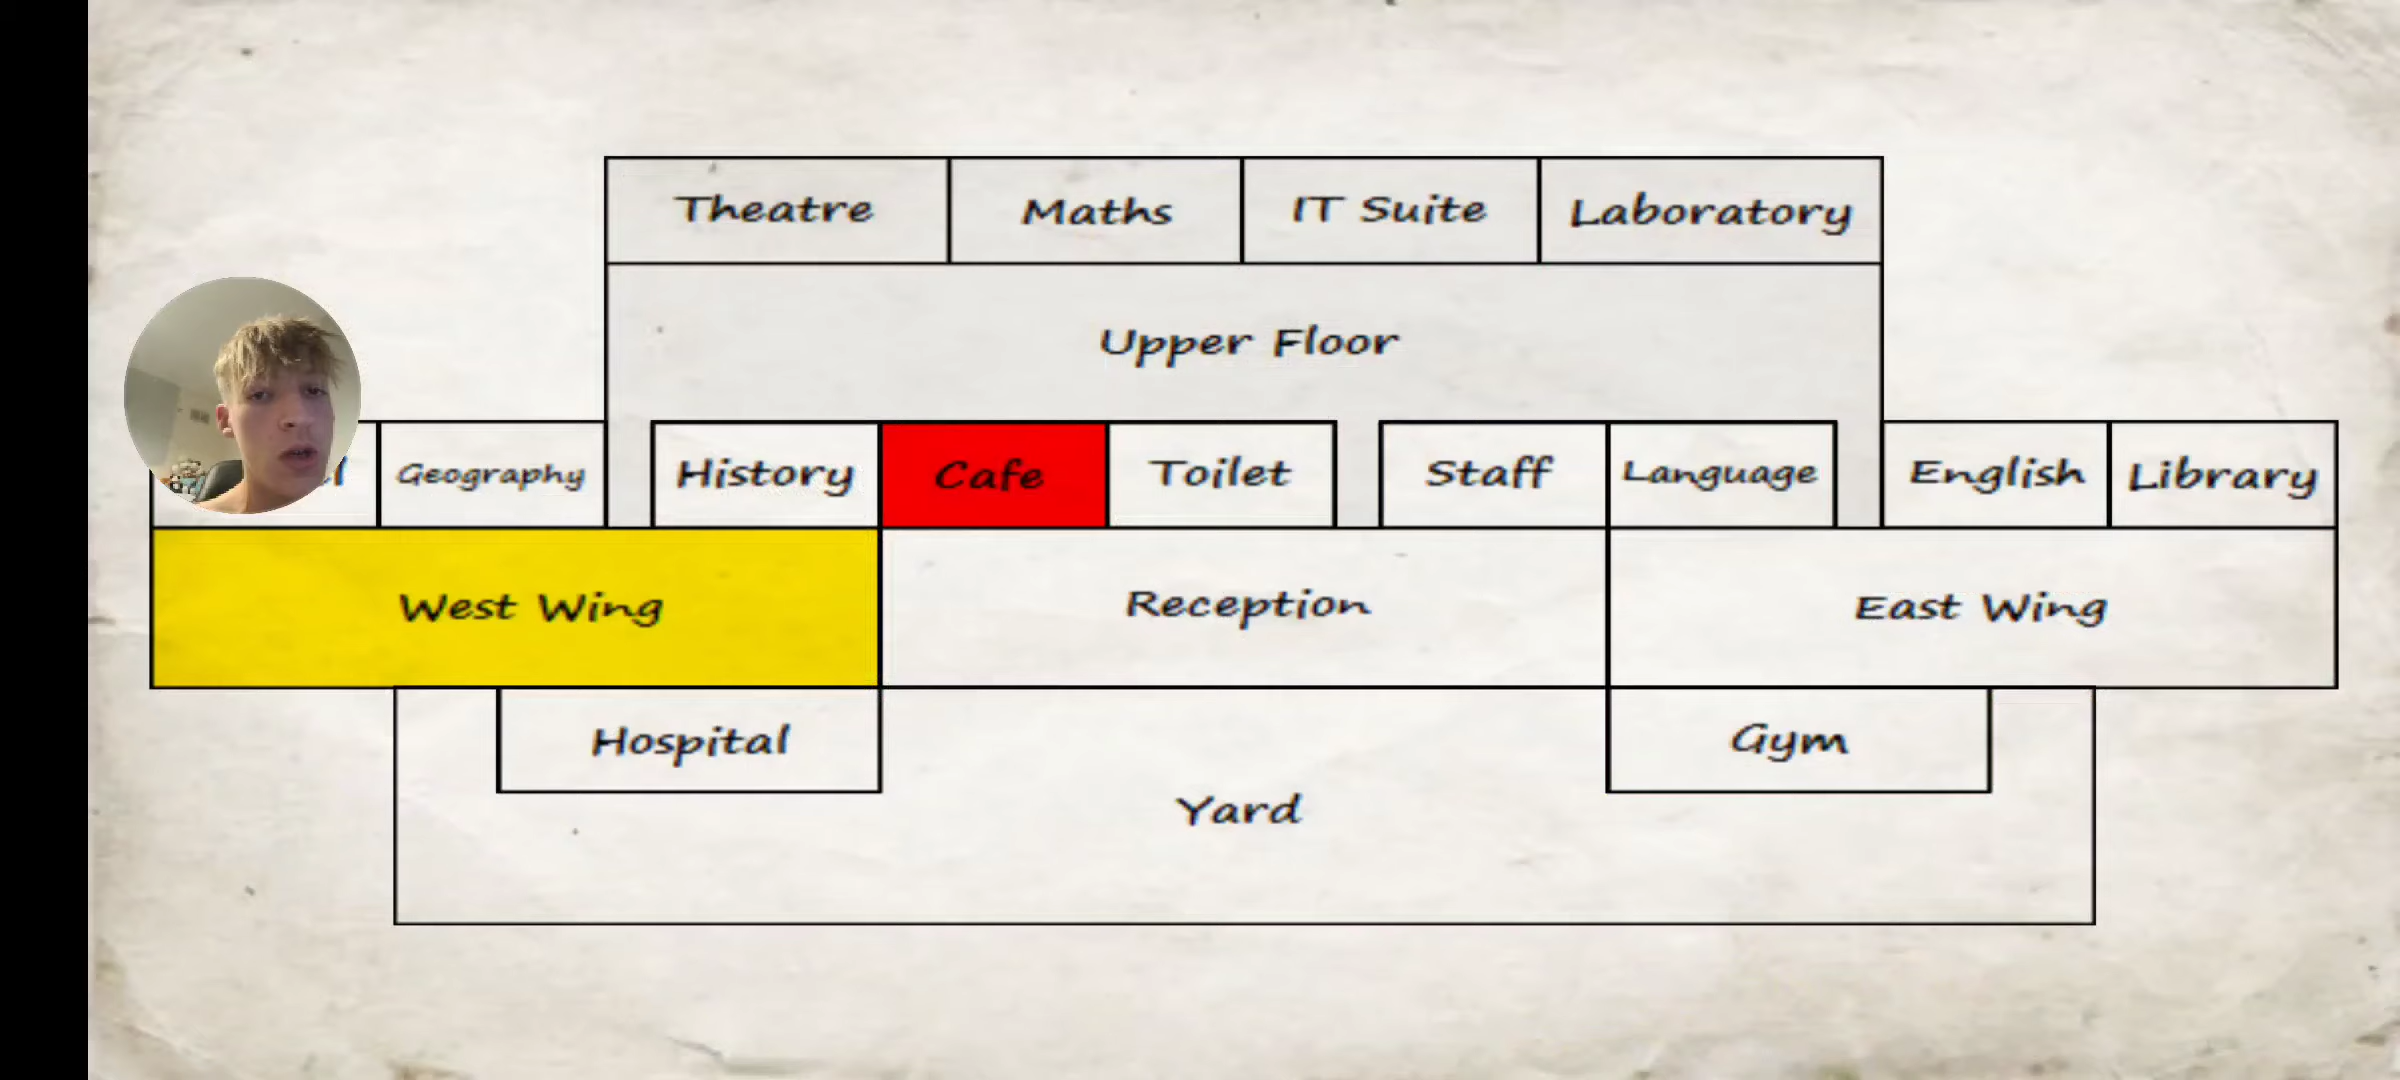 Theatre Maths IT Suite Laboratory
Upper Floor
Geography History Cafe Toilet Staff Language English Library
West Wing Reception East Wing
Hospital Gym
Yard